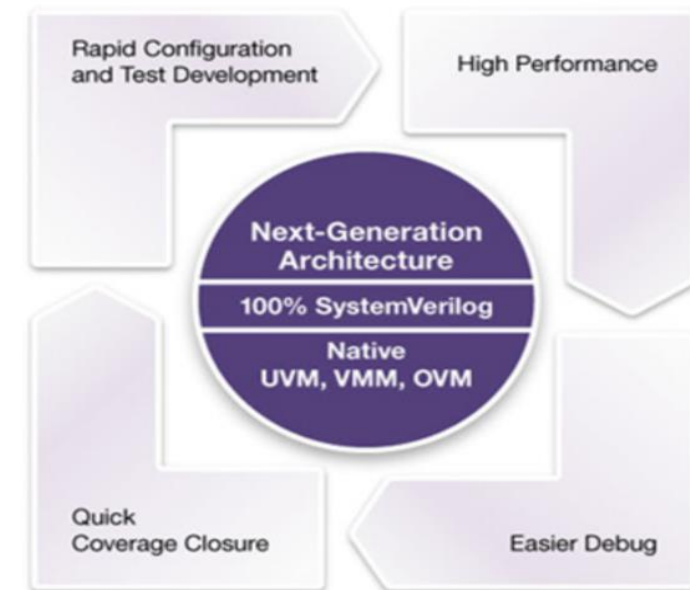 Rapid Configuration
and Test Development
High Performance
Next-Generation
Architecture
100% SystemVerilog
Native
UVM, VMM, OVM
Quick
Coverage Closure
Easier Debug